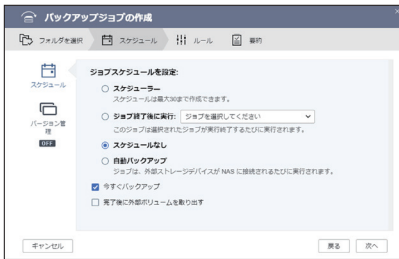 バックアップジョブの作成
フォルダを選択 スケジュール ルール 要約
スケジュール
バージョン管理
OFF
ジョブスケジュールを設定:
スケジューラー
スケジュールは最大30まで作成できます。
ジョブ終了後に実行: ジョブを選択してください
このジョブは選択されたジョブが実行終了するたびに実行されます。
スケジュールなし
自動バックアップ
ジョブは、外部ストレージデバイスが NAS に接続されるたびに実行されます。
今すぐバックアップ
完了後に外部ボリュームを取り出す
キャンセル 戻る 次へ